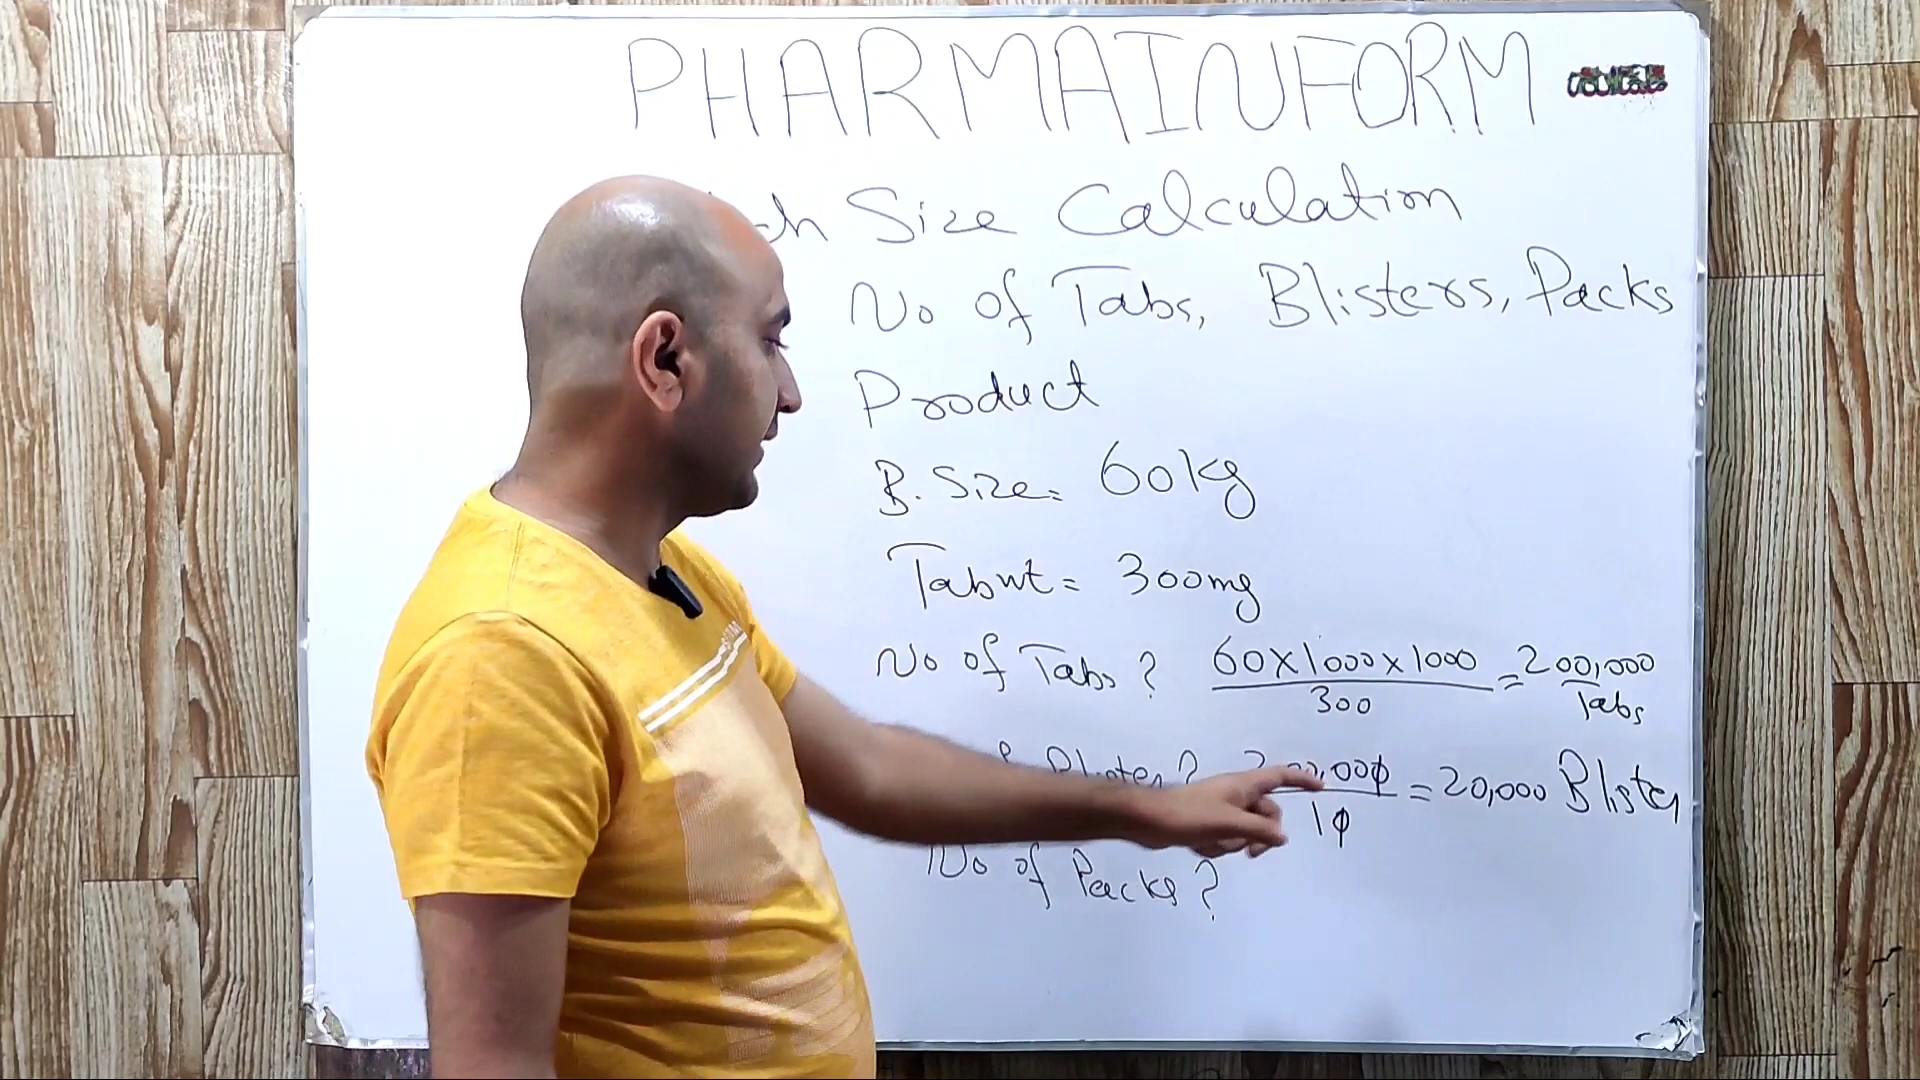 PHARMAINFORM
Size Calculation
No of Tabs, Blisters, Packs
Product
B. Size = 60kg
Tab wt = 300mg
No of Tabs ? 60x1000x1000 = 200,000
300 Tabs
? = 20,000 Blister
10
No of Packs ?